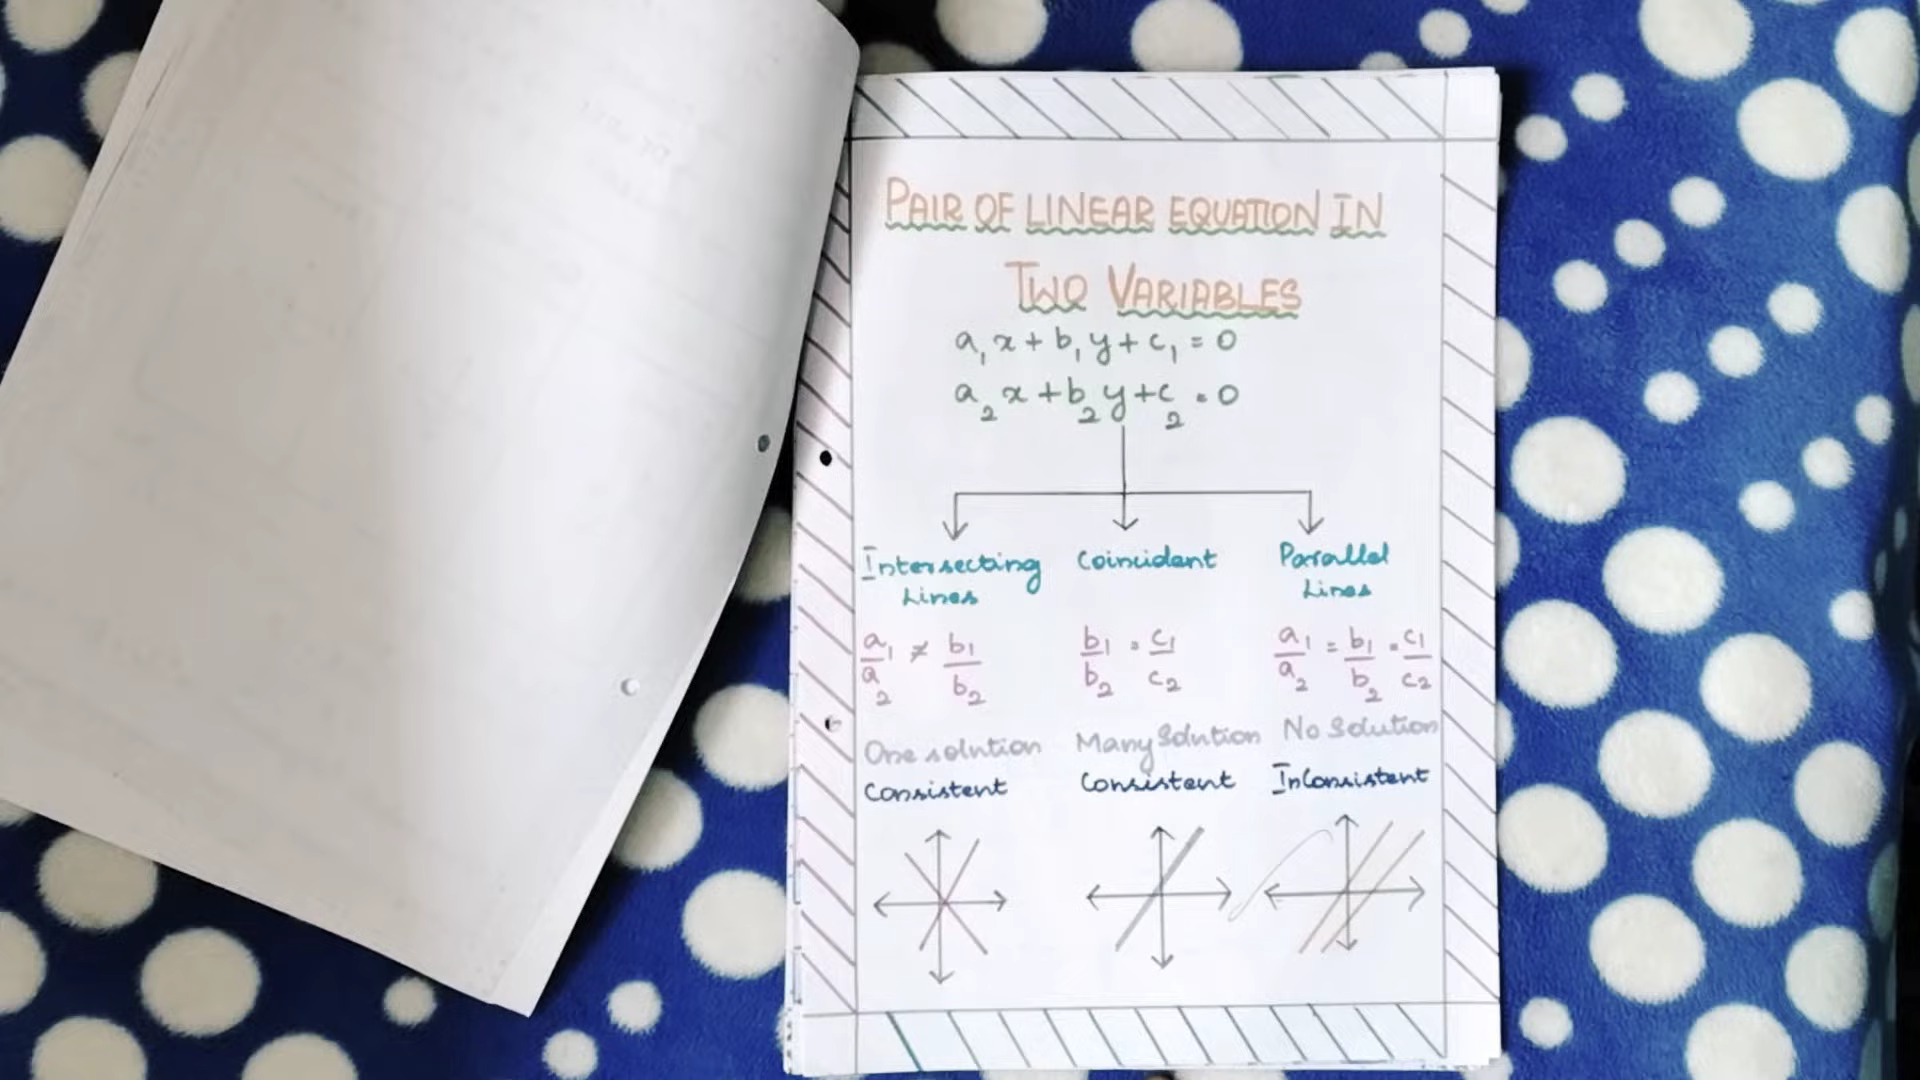 PAIR OF LINEAR EQUATION IN
TWO VARIABLES
a₁x + b₁y + c₁ = 0
a₂x + b₂y + c₂ = 0
Intersecting Lines
Coincident
Parallel Lines
a₁/a₂ ≠ b₁/b₂
b₁/b₂ = c₁/c₂
a₁/a₂ = b₁/b₂ = c₁/c₂
One solution
Many Solution
No Solution
Consistent
Consistent
InConsistent